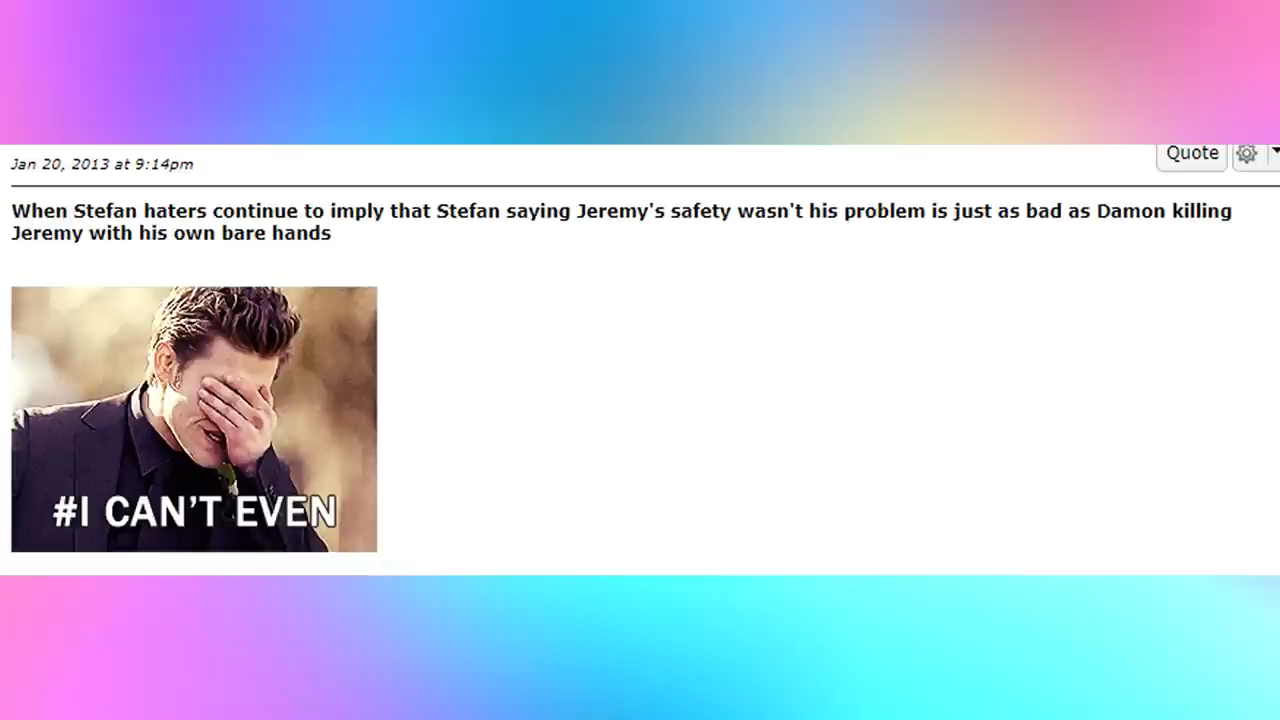 Jan 20, 2013 at 9:14pm
Quote
When Stefan haters continue to imply that Stefan saying Jeremy's safety wasn't his problem is just as bad as Damon killing
Jeremy with his own bare hands
#I CAN'T EVEN